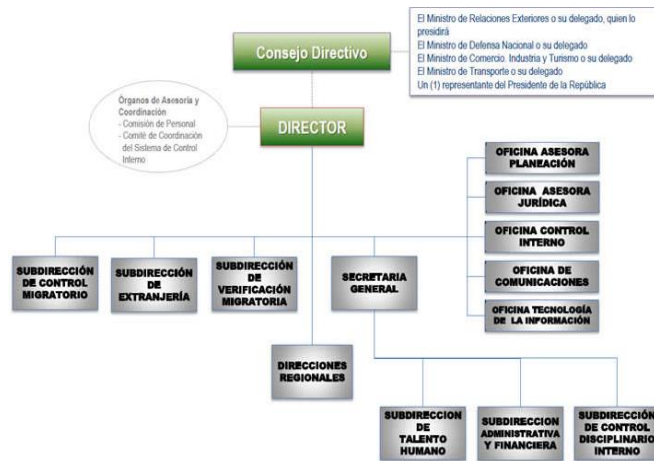 El Ministro de Relaciones Exteriores o su delegado, quien lo
presidirá
El Ministro de Defensa Nacional o su delegado
El Ministro de Comercio. Industria y Turismo o su delegado
El Ministro de Transporte o su delegado
Un (1) representante del Presidente de la República
Consejo Directivo
Órganos de Asesoría y
Coordinación
- Comisión de Personal
- Comité de Coordinación
del Sistema de Control
Interno
DIRECTOR
OFICINA ASESORA
PLANEACIÓN
OFICINA ASESORA
JURÍDICA
OFICINA CONTROL
INTERNO
OFICINA DE
COMUNICACIONES
OFICINA TECNOLOGÍA
DE LA INFORMACIÓN
SUBDIRECCIÓN
DE CONTROL
MIGRATORIO
SUBDIRECCIÓN
DE
EXTRANJERÍA
SUBDIRECCIÓN
DE
VERIFICACIÓN
MIGRATORIA
SECRETARIA
GENERAL
DIRECCIONES
REGIONALES
SUBDIRECCION
DE
TALENTO
HUMANO
SUBDIRECCION
ADMINISTRATIVA
Y FINANCIERA
SUBDIRECCIÓN
DE CONTROL
DISCIPLINARIO
INTERNO